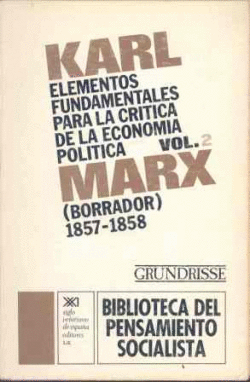 KARL
ELEMENTOS
FUNDAMENTALES
PARA LA CRITICA
DE LA ECONOMIA
POLITICA VOL. 2
MARX
(BORRADOR)
1857-1858
GRUNDRISSE
siglo
veintiuno
de españa
editores
s.a.
BIBLIOTECA DEL
PENSAMIENTO
SOCIALISTA